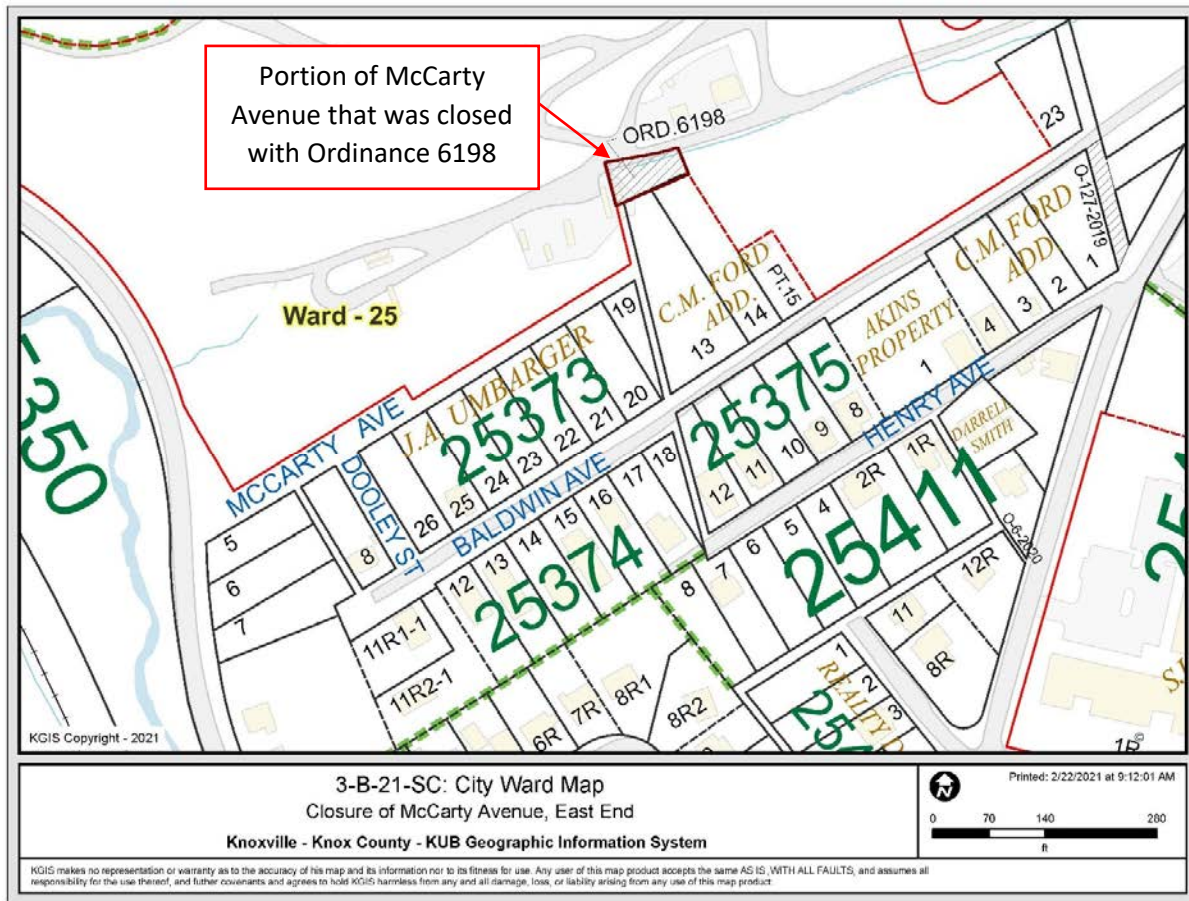 Portion of McCarty
Avenue that was closed
with Ordinance 6198
ORD.6198
23
O-127-2019
C.M. FORD
ADD
1
2
3
4
Ward - 25
19
C.M. FORD
ADD.
PT.15
14
13
AKINS
PROPERTY
1
350
J.A. UMBARGER
25373
20
21
22
23
24
25
26
25375
8
9
10
11
12
HENRY AVE
DARRELL
SMITH
MCCARTY AVE
DOOLEY ST
BALDWIN AVE
8
5
6
7
18
17
16
15
14
13
12
25374
1R
2R
4
5
6
7
8
25411
O-6-2020
12R
11
8R
11R1-1
11R2-1
6R
7R
8R1
8R2
1
2
3
REALTY
254
1R
KGIS Copyright - 2021
3-B-21-SC: City Ward Map
Closure of McCarty Avenue, East End
Knoxville - Knox County - KUB Geographic Information System
N
Printed: 2/22/2021 at 9:12:01 AM
0 70 140 280
ft
KGIS makes no representation or warranty as to the accuracy of his map and its information nor to its fitness for use. Any user of this map product accepts the same AS IS ,WITH ALL FAULTS, and assumes all
responsibility for the use thereof, and futher covenants and agrees to hold KGIS harmless from any and all damage, loss, or liability arising from any use of this map product.